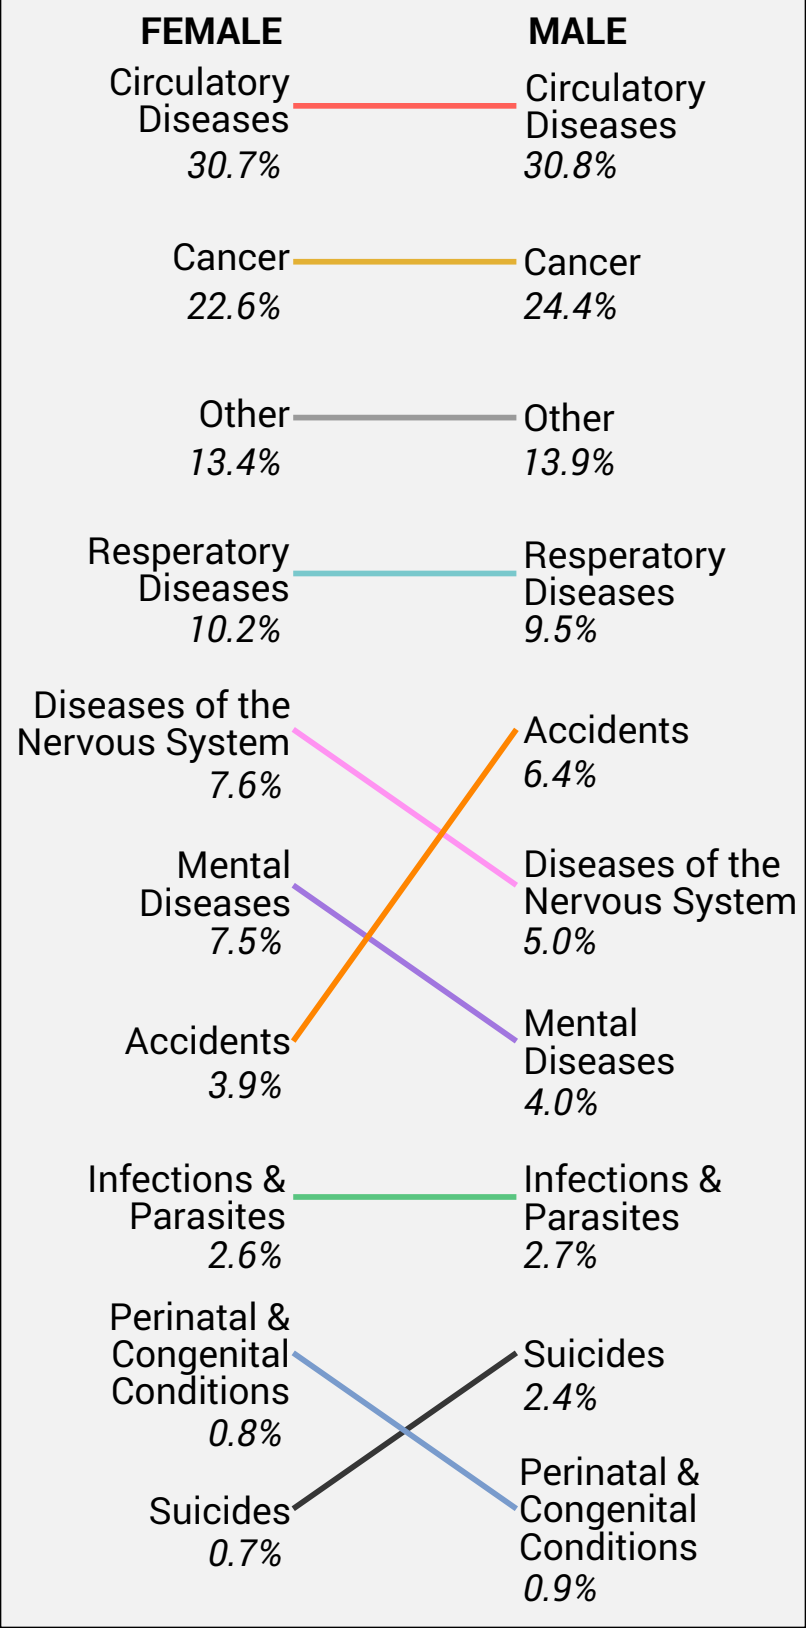 FEMALE
MALE
Circulatory
Diseases
30.7%
Circulatory
Diseases
30.8%
Cancer
22.6%
Cancer
24.4%
Other
13.4%
Other
13.9%
Resperatory
Diseases
10.2%
Resperatory
Diseases
9.5%
Diseases of the
Nervous System
7.6%
Accidents
6.4%
Mental
Diseases
7.5%
Diseases of the
Nervous System
5.0%
Accidents
3.9%
Mental
Diseases
4.0%
Infections &
Parasites
2.6%
Infections &
Parasites
2.7%
Perinatal &
Congenital
Conditions
0.8%
Suicides
2.4%
Suicides
0.7%
Perinatal &
Congenital
Conditions
0.9%